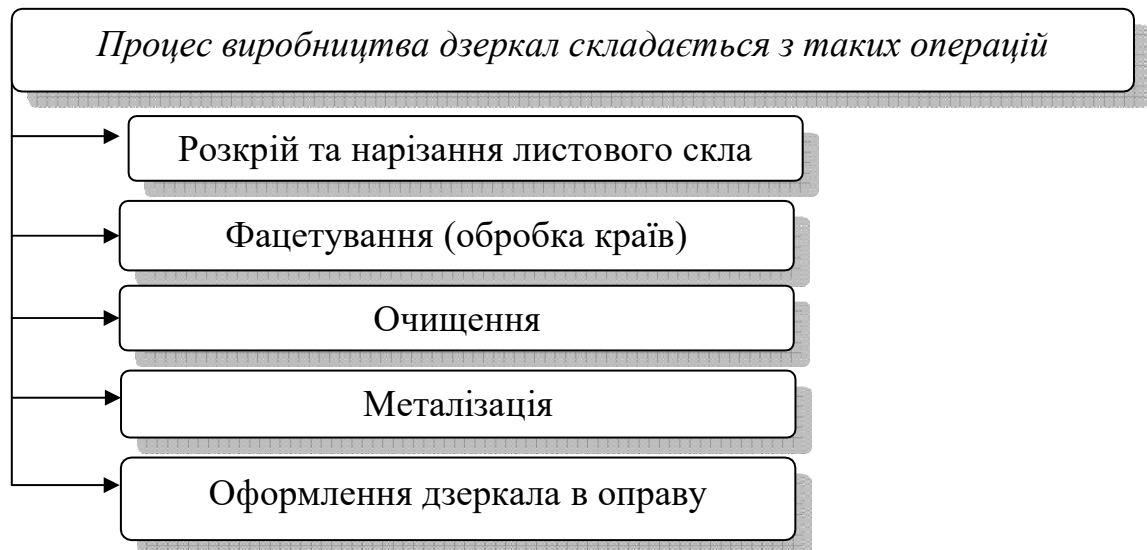 Процес виробництва дзеркал складається з таких операцій
Розкрій та нарізання листового скла
Фацетування (обробка країв)
Очищення
Металізація
Оформлення дзеркала в оправу